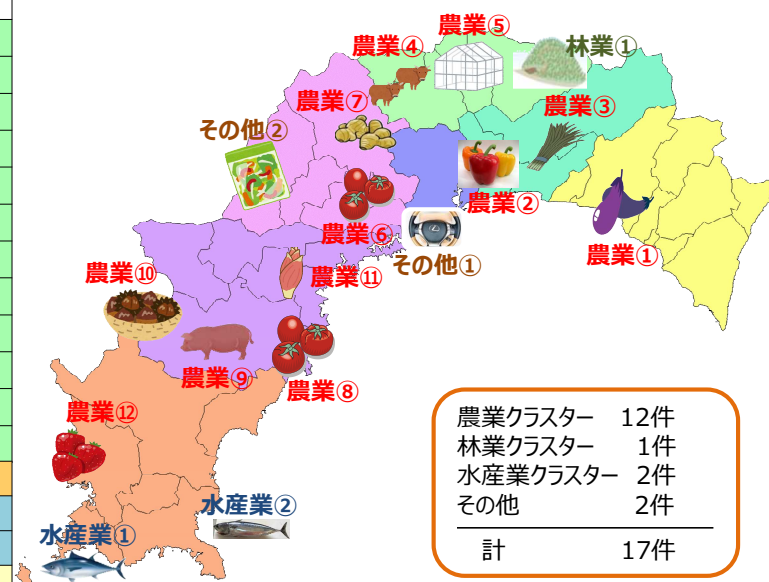 農業⑤
農業④
林業①
農業⑦
農業③
その他②
農業②
農業⑥
農業①
その他①
農業⑩
農業⑪
農業⑨
農業⑧
農業⑫
水産業②
水産業①
農業クラスター 12件
林業クラスター 1件
水産業クラスター 2件
その他 2件
計 17件